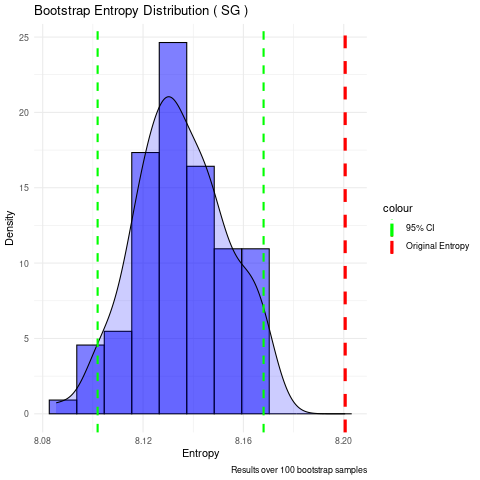 Bootstrap Entropy Distribution ( SG )
25
20
15
10
5
0
Density
8.08
8.12
8.16
8.20
Entropy
colour
95% CI
Original Entropy
Results over 100 bootstrap samples